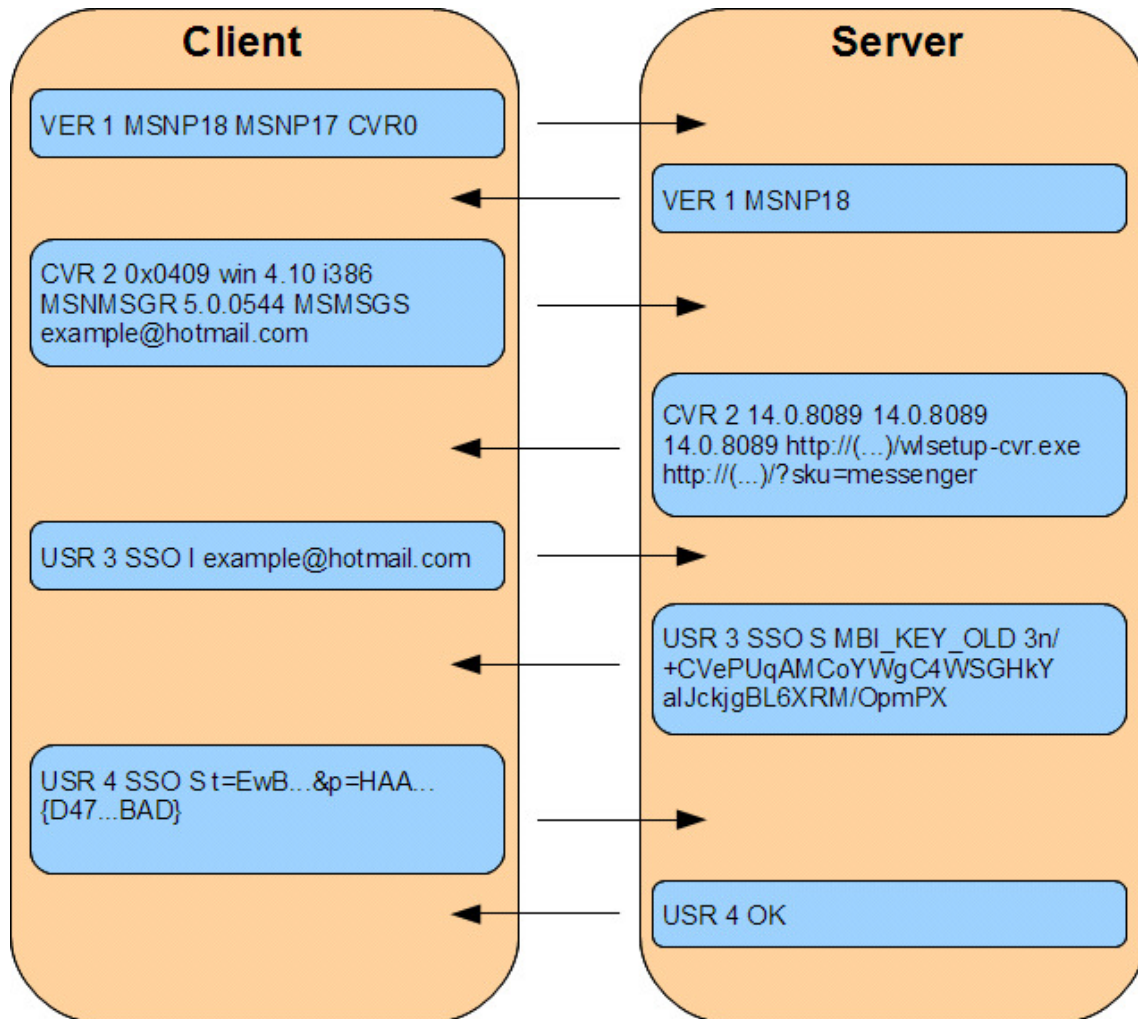 Client
Server
VER 1 MSNP18 MSNP17 CVR0
VER 1 MSNP18
CVR 2 0x0409 win 4.10 i386
MSNMSGR 5.0.0544 MSMSGS
example@hotmail.com
CVR 2 14.0.8089 14.0.8089
14.0.8089 http://(...)/wlsetup-cvr.exe
http://(...)/?sku=messenger
USR 3 SSO I example@hotmail.com
USR 3 SSO S MBI_KEY_OLD 3n/
+CVePUqAMCoYWgC4WSGHkY
alJckjgBL6XRM/OpmPX
USR 4 SSO S t=EwB...&p=HAA...
{D47...BAD}
USR 4 OK